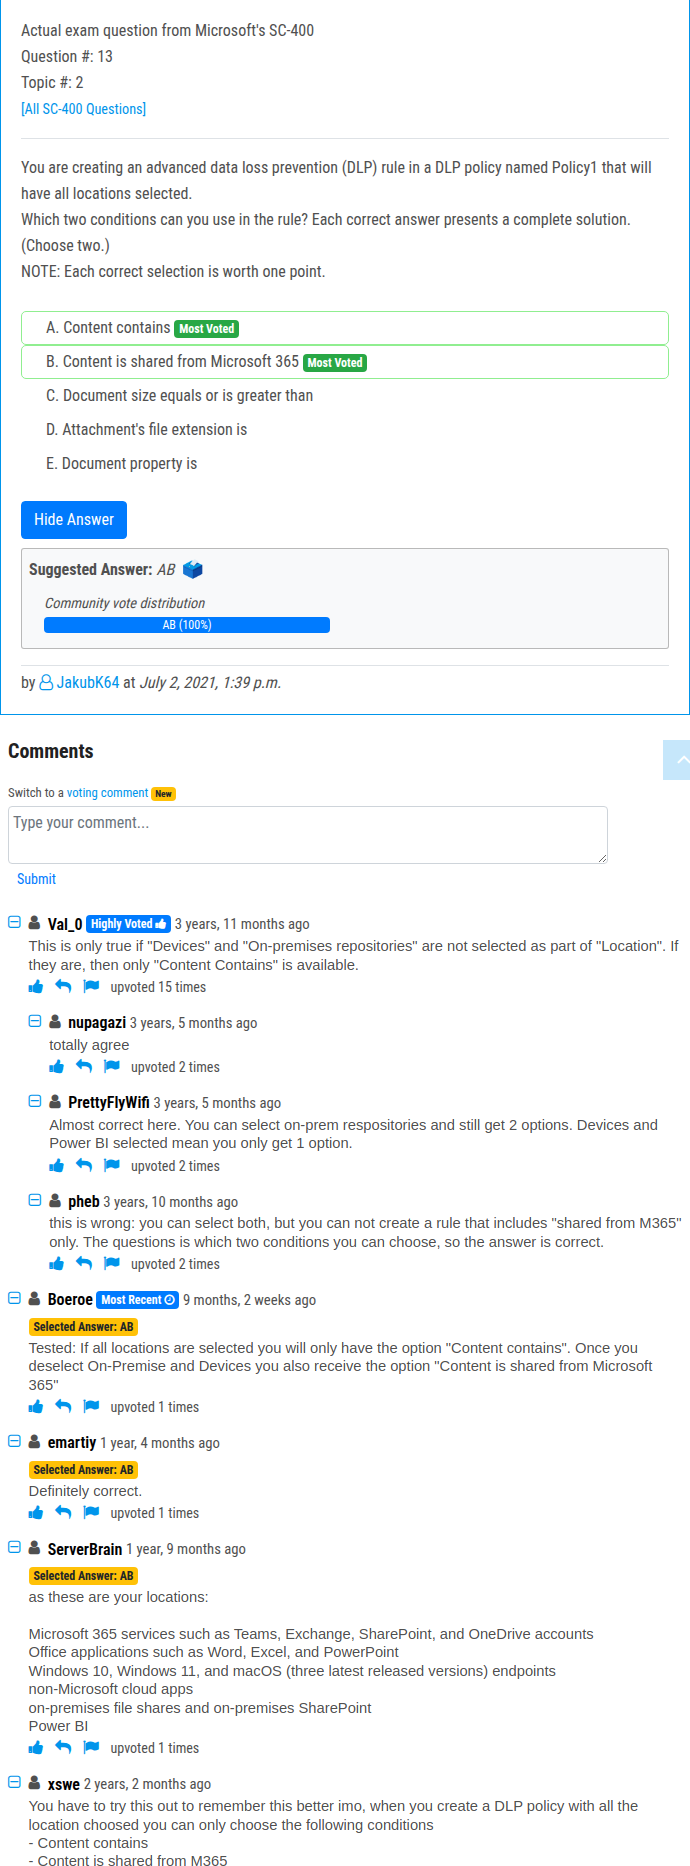 Actual exam question from Microsoft's SC-400
Question #: 13
Topic #: 2
[All SC-400 Questions]
You are creating an advanced data loss prevention (DLP) rule in a DLP policy named Policy1 that will
have all locations selected.
Which two conditions can you use in the rule? Each correct answer presents a complete solution.
(Choose two.)
NOTE: Each correct selection is worth one point.
A. Content contains Most Voted
B. Content is shared from Microsoft 365 Most Voted
C. Document size equals or is greater than
D. Attachment's file extension is
E. Document property is
Hide Answer
Suggested Answer: AB
Community vote distribution
AB (100%)
by JakubK64 at July 2, 2021, 1:39 p.m.
Comments
Switch to a voting comment New
Type your comment...
Submit
Val_0 Highly Voted 3 years, 11 months ago
This is only true if "Devices" and "On-premises repositories" are not selected as part of "Location". If
they are, then only "Content Contains" is available.
upvoted 15 times
nupagazi 3 years, 5 months ago
totally agree
upvoted 2 times
PrettyFlyWifi 3 years, 5 months ago
Almost correct here. You can select on-prem respositories and still get 2 options. Devices and
Power BI selected mean you only get 1 option.
upvoted 2 times
pheb 3 years, 10 months ago
this is wrong: you can select both, but you can not create a rule that includes "shared from M365"
only. The questions is which two conditions you can choose, so the answer is correct.
upvoted 2 times
Boeroe Most Recent 9 months, 2 weeks ago
Selected Answer: AB
Tested: If all locations are selected you will only have the option "Content contains". Once you
deselect On-Premise and Devices you also receive the option "Content is shared from Microsoft
365"
upvoted 1 times
emartiy 1 year, 4 months ago
Selected Answer: AB
Definitely correct.
upvoted 1 times
ServerBrain 1 year, 9 months ago
Selected Answer: AB
as these are your locations:
Microsoft 365 services such as Teams, Exchange, SharePoint, and OneDrive accounts
Office applications such as Word, Excel, and PowerPoint
Windows 10, Windows 11, and macOS (three latest released versions) endpoints
non-Microsoft cloud apps
on-premises file shares and on-premises SharePoint
Power BI
upvoted 1 times
xswe 2 years, 2 months ago
You have to try this out to remember this better imo, when you create a DLP policy with all the
location choosed you can only choose the following conditions
- Content contains
- Content is shared from M365